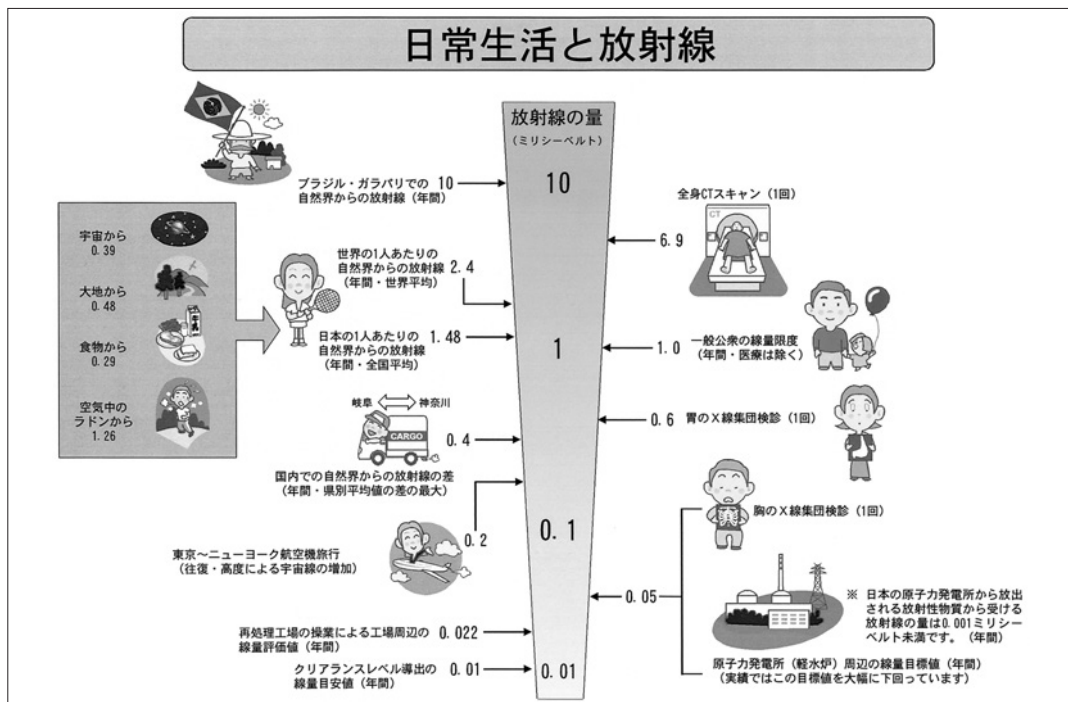 日常生活と放射線
放射線の量
(ミリシーベルト)
10
1
0.1
0.01
ブラジル・ガラパリでの
自然界からの放射線(年間)
10
宇宙から
0.39
大地から
0.48
食物から
0.29
空気中の
ラドンから
1.26
世界の1人あたりの
自然界からの放射線
(年間・世界平均)
2.4
日本の1人あたりの
自然界からの放射線
(年間・全国平均)
1.48
岐阜 神奈川
CARGO
0.4
国内での自然界からの放射線の差
(年間・県別平均値の差の最大)
0.2
東京~ニューヨーク航空機旅行
(往復・高度による宇宙線の増加)
再処理工場の操業による工場周辺の
線量評価値(年間)
0.022
クリアランスレベル導出の
線量目安値(年間)
0.01
全身CTスキャン(1回)
CT
6.9
1.0
一般公衆の線量限度
(年間・医療は除く)
0.6
胃のX線集団検診(1回)
胸のX線集団検診(1回)
0.05
※ 日本の原子力発電所から放出
される放射性物質から受ける
放射線の量は0.001ミリシー
ベルト未満です。(年間)
原子力発電所(軽水炉)周辺の線量目標値(年間)
(実績ではこの目標値を大幅に下回っています)